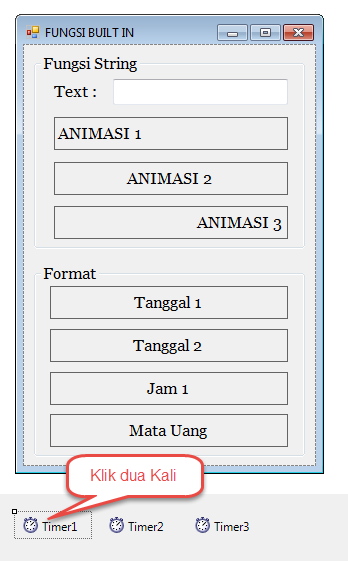 FUNGSI BUILT IN
Fungsi String
Text :
ANIMASI 1
ANIMASI 2
ANIMASI 3
Format
Tanggal 1
Tanggal 2
Jam 1
Mata Uang
Klik dua Kali
Timer1 Timer2 Timer3